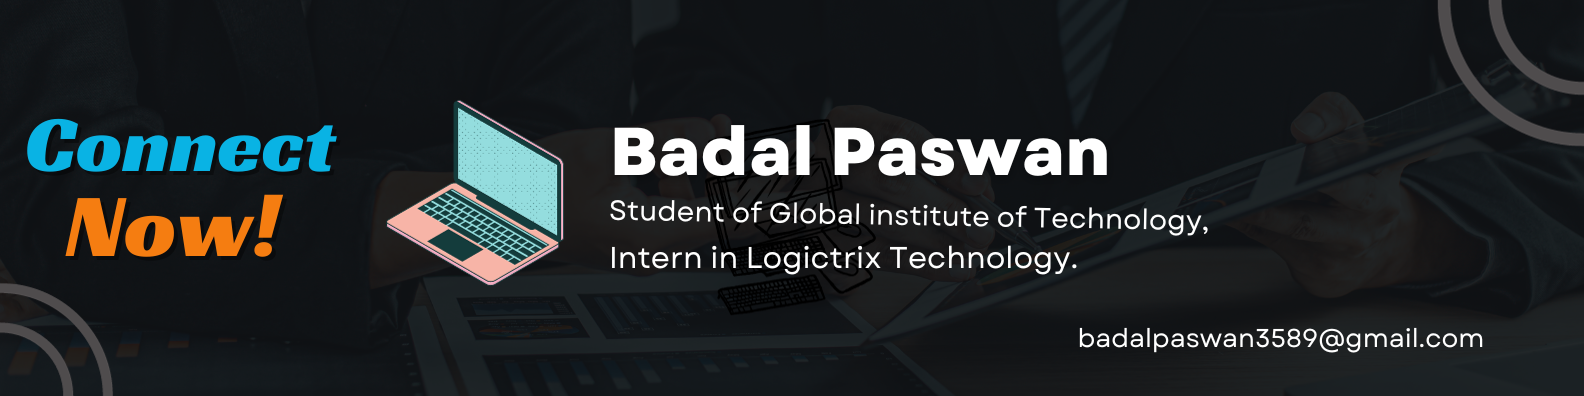 Connect
Now!
Badal Paswan
Student of Global institute of Technology,
Intern in Logictrix Technology.
badalpaswan3589@gmail.com